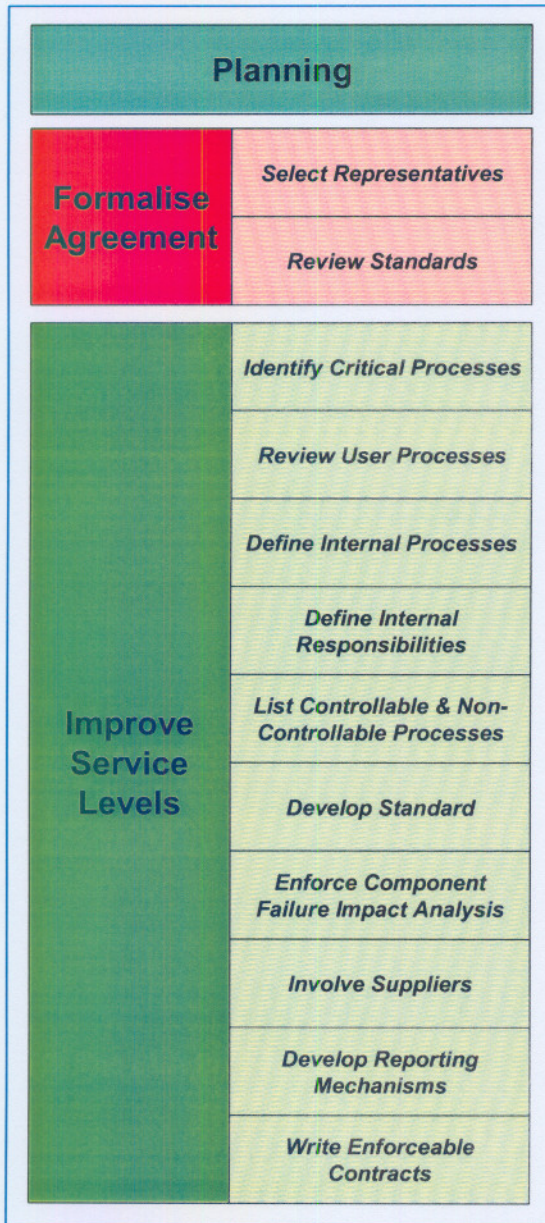 Planning
Formalise
Agreement
Select Representatives
Review Standards
Improve
Service
Levels
Identify Critical Processes
Review User Processes
Define Internal Processes
Define Internal
Responsibilities
List Controllable & Non-
Controllable Processes
Develop Standard
Enforce Component
Failure Impact Analysis
Involve Suppliers
Develop Reporting
Mechanisms
Write Enforceable
Contracts